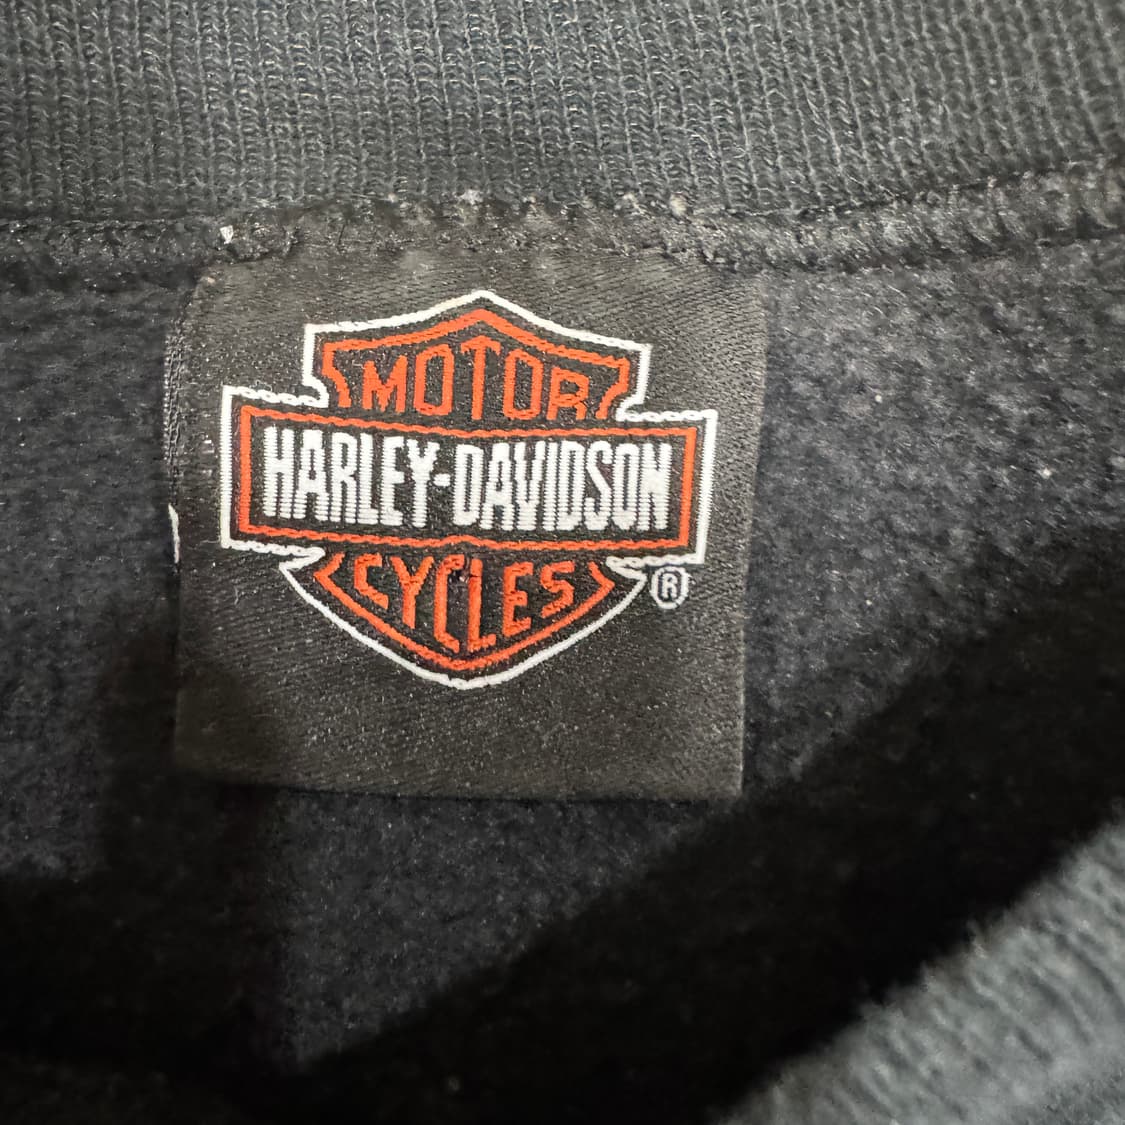 MOTOR
HARLEY-DAVIDSON
CYCLES
®